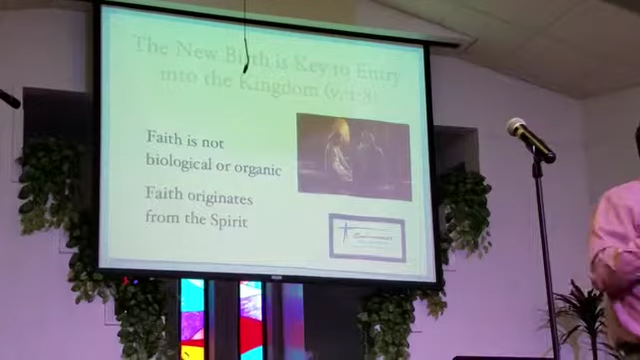 The New Birth is Key to Entry
into the Kingdom (v. 1-8)
Faith is not
biological or organic
Faith originates
from the Spirit